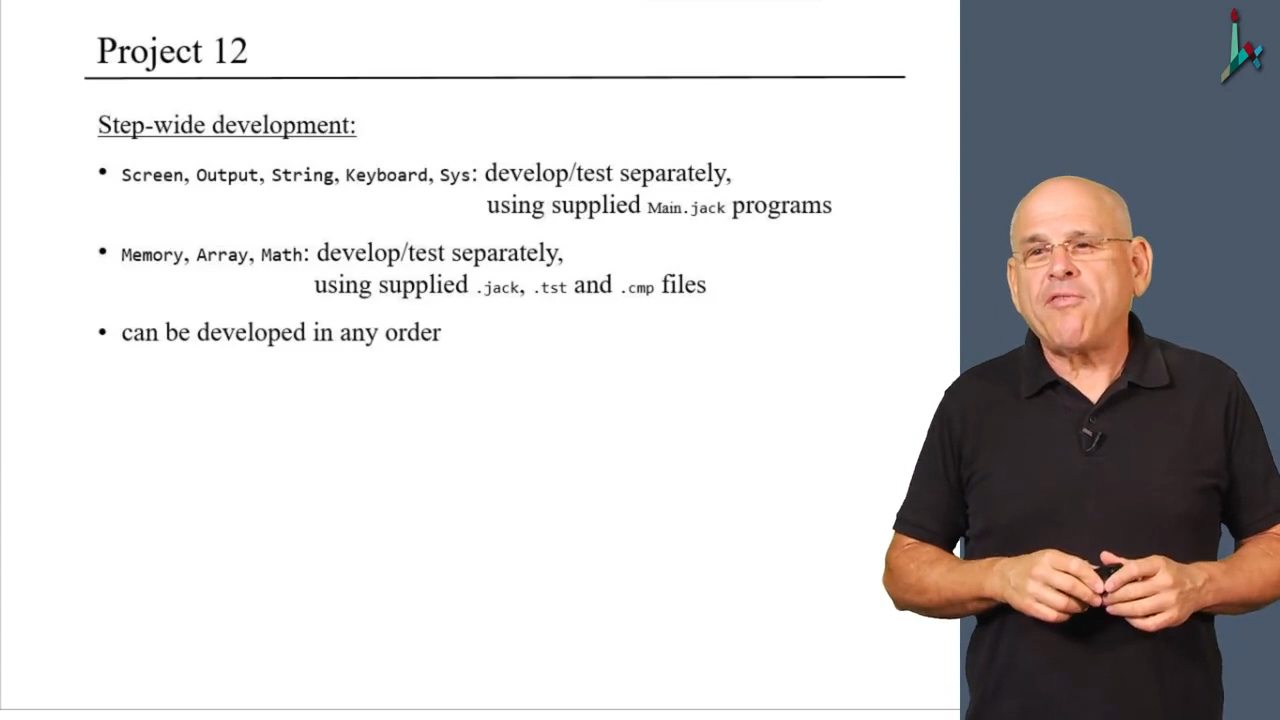 Project 12
Step-wide development:
• Screen, Output, String, Keyboard, Sys: develop/test separately,
using supplied Main.jack programs
• Memory, Array, Math: develop/test separately,
using supplied .jack, .tst and .cmp files
• can be developed in any order